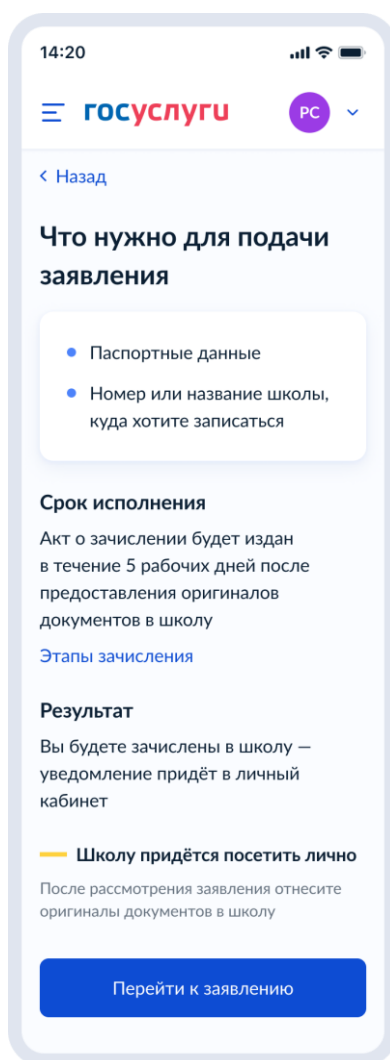 14:20
госуслуги
РС
Назад
Что нужно для подачи
заявления
Паспортные данные
Номер или название школы,
куда хотите записаться
Срок исполнения
Акт о зачислении будет издан
в течение 5 рабочих дней после
предоставления оригиналов
документов в школу
Этапы зачисления
Результат
Вы будете зачислены в школу —
уведомление придёт в личный
кабинет
Школу придётся посетить лично
После рассмотрения заявления отнесите
оригиналы документов в школу
Перейти к заявлению